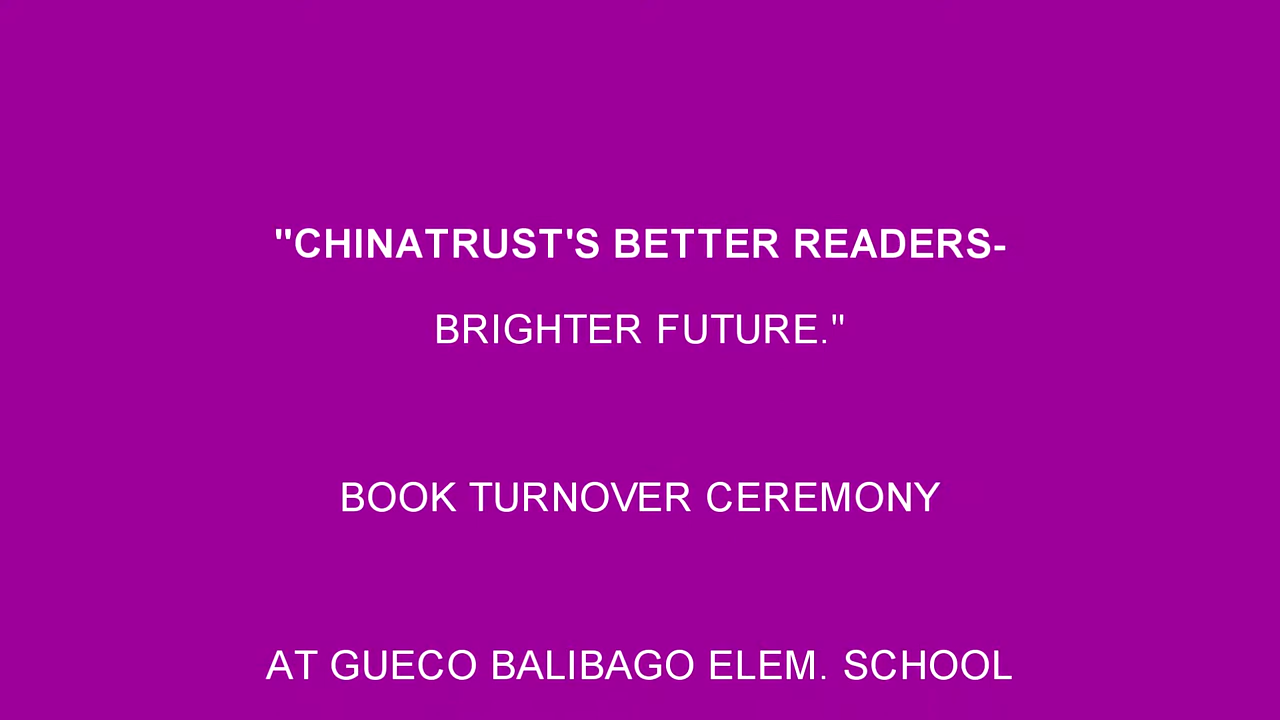 "CHINATRUST'S BETTER READERS-
BRIGHTER FUTURE."
BOOK TURNOVER CEREMONY
AT GUECO BALIBAGO ELEM. SCHOOL